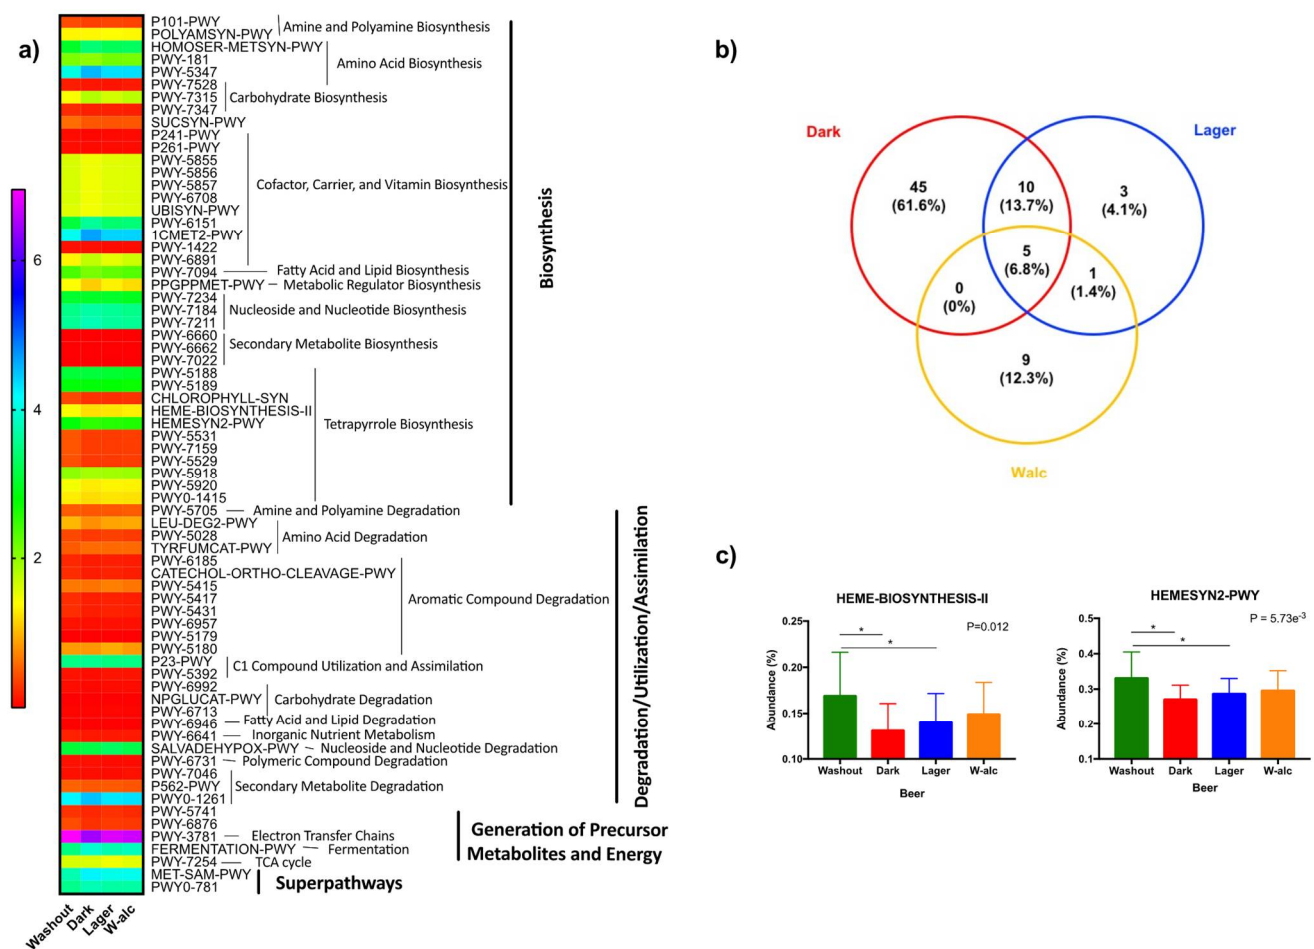 a)
P101-PWY
POLYAMSYN-PWY
Amine and Polyamine Biosynthesis
HOMOSER-METSYN-PWY
PWY-181
Amino Acid Biosynthesis
PWY-5347
PWY-7528
PWY-7315
Carbohydrate Biosynthesis
PWY-7347
SUCSYN-PWY
P241-PWY
P261-PWY
PWY-5855
PWY-5856
PWY-5857
Cofactor, Carrier, and Vitamin Biosynthesis
PWY-6708
UBISYN-PWY
PWY-6151
1CMET2-PWY
PWY-1422
PWY-6891
PWY-7094
Fatty Acid and Lipid Biosynthesis
PPGPPMET-PWY
Metabolic Regulator Biosynthesis
PWY-7234
PWY-7184
Nucleoside and Nucleotide Biosynthesis
PWY-7211
PWY-6660
PWY-6662
Secondary Metabolite Biosynthesis
PWY-7022
PWY-5188
PWY-5189
CHLOROPHYLL-SYN
HEME-BIOSYNTHESIS-II
HEMESYN2-PWY
Tetrapyrrole Biosynthesis
PWY-5531
PWY-7159
PWY-5529
PWY-5918
PWY-5920
PWY0-1415
Biosynthesis
PWY-5705
Amine and Polyamine Degradation
LEU-DEG2-PWY
PWY-5028
Amino Acid Degradation
TYRFUMCAT-PWY
PWY-6185
CATECHOL-ORTHO-CLEAVAGE-PWY
PWY-5415
PWY-5417
Aromatic Compound Degradation
PWY-5431
PWY-6957
PWY-5179
PWY-5180
P23-PWY
C1 Compound Utilization and Assimilation
PWY-5392
PWY-6992
NPGLUCAT-PWY
Carbohydrate Degradation
PWY-6713
PWY-6946
Fatty Acid and Lipid Degradation
PWY-6641
Inorganic Nutrient Metabolism
SALVADEHYPOX-PWY
Nucleoside and Nucleotide Degradation
PWY-6731
Polymeric Compound Degradation
PWY-7046
P562-PWY
Secondary Metabolite Degradation
PWY0-1261
Degradation/Utilization/Assimilation
PWY-5741
PWY-6876
PWY-3781
Electron Transfer Chains
FERMENTATION-PWY
Fermentation
PWY-7254
TCA cycle
Generation of Precursor
Metabolites and Energy
MET-SAM-PWY
PWY0-781
Superpathways
6
4
2
Washout
Dark
Lager
W-alc
b)
Dark
Lager
45
(61.6%)
10
(13.7%)
3
(4.1%)
5
(6.8%)
0
(0%)
1
(1.4%)
9
(12.3%)
Walc
c)
HEME-BIOSYNTHESIS-II
P=0.012
*
*
0.25
0.20
0.15
0.10
Abundance (%)
Washout
Dark
Lager
W-alc
Beer
HEMESYN2-PWY
P = 5.73e-3
*
*
0.5
0.4
0.3
0.2
0.1
Abundance (%)
Washout
Dark
Lager
W-alc
Beer